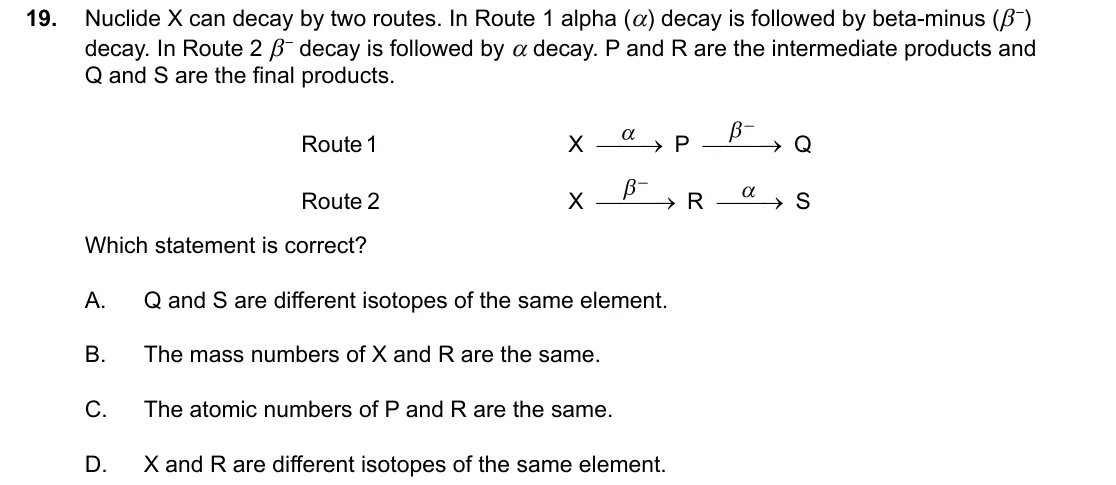 19. Nuclide X can decay by two routes. In Route 1 alpha (α) decay is followed by beta-minus (β⁻)
decay. In Route 2 β⁻ decay is followed by α decay. P and R are the intermediate products and
Q and S are the final products.
Route 1 X —α→ P —β⁻→ Q
Route 2 X —β⁻→ R —α→ S
Which statement is correct?
A. Q and S are different isotopes of the same element.
B. The mass numbers of X and R are the same.
C. The atomic numbers of P and R are the same.
D. X and R are different isotopes of the same element.